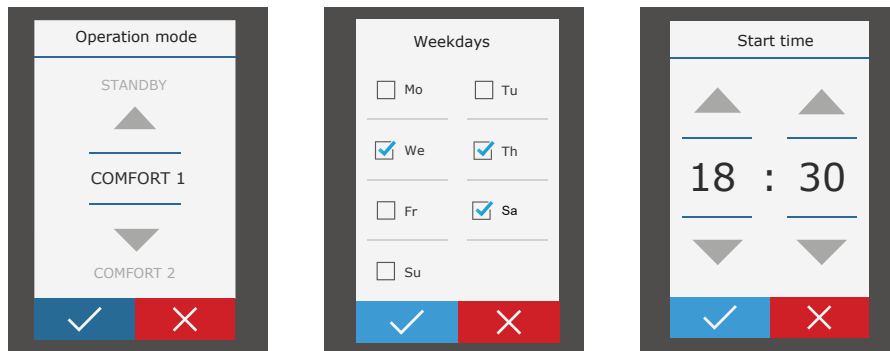 Operation mode
STANDBY
COMFORT 1
COMFORT 2
Weekdays
Mo Tu
We Th
Fr Sa
Su
Start time
18 : 30